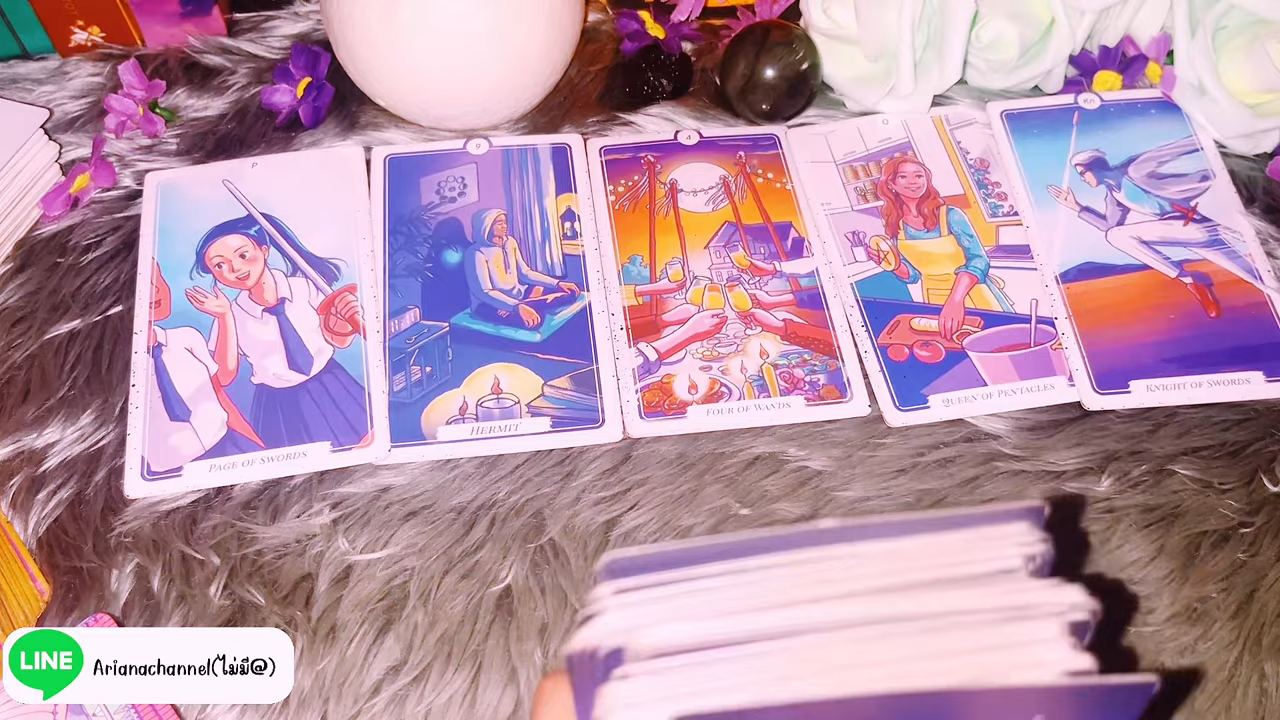 P
9
4
Q
Kn
PAGE OF SWORDS
HERMIT
FOUR OF WANDS
QUEEN OF PENTACLES
KNIGHT OF SWORDS
LINE
Arianachannel(ไม่มี@)